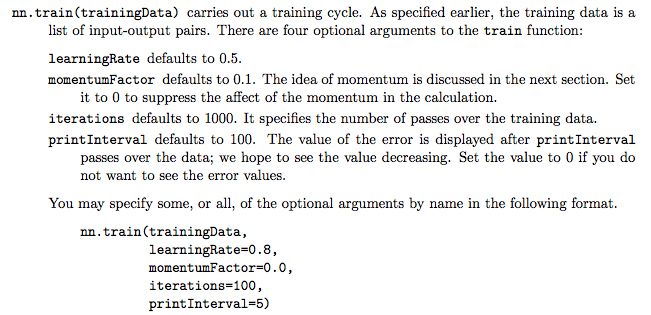 nn.train(trainingData) carries out a training cycle. As specified earlier, the training data is a
list of input-output pairs. There are four optional arguments to the train function:
learningRate defaults to 0.5.
momentumFactor defaults to 0.1. The idea of momentum is discussed in the next section. Set
it to 0 to suppress the affect of the momentum in the calculation.
iterations defaults to 1000. It specifies the number of passes over the training data.
printInterval defaults to 100. The value of the error is displayed after printInterval
passes over the data; we hope to see the value decreasing. Set the value to 0 if you do
not want to see the error values.
You may specify some, or all, of the optional arguments by name in the following format.
nn.train(trainingData,
learningRate=0.8,
momentumFactor=0.0,
iterations=100,
printInterval=5)